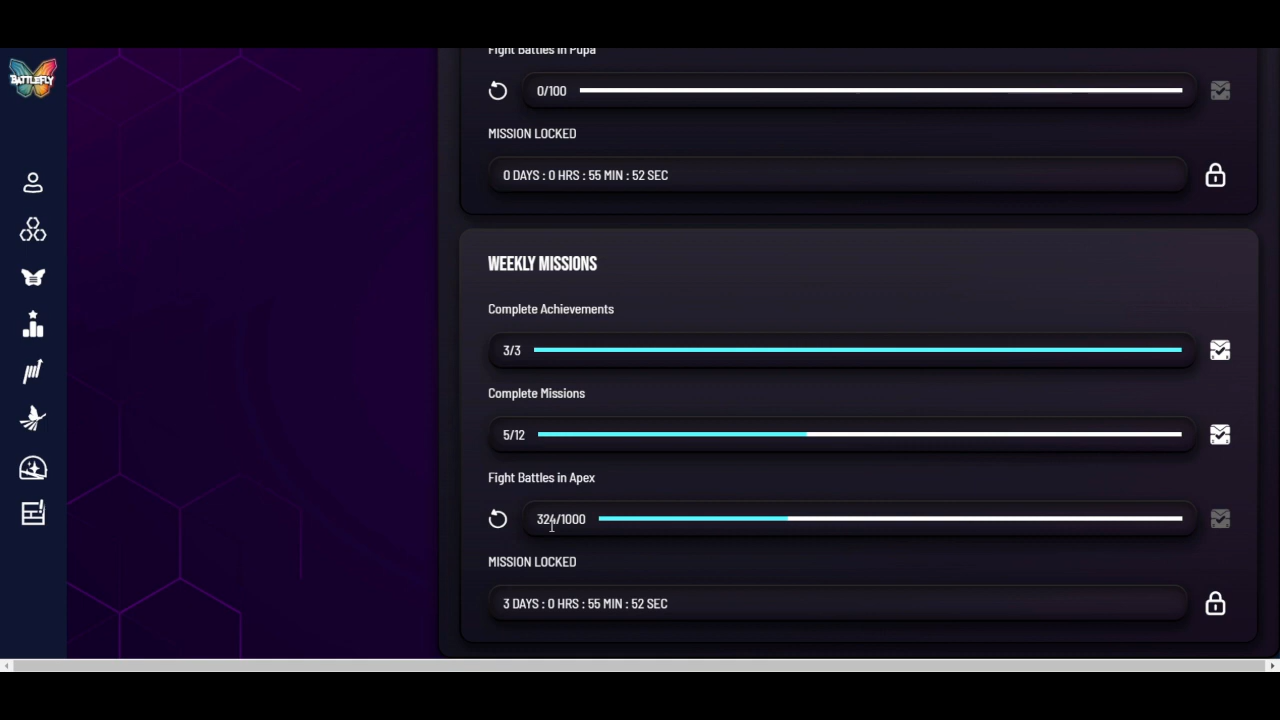 BATTLEFLY
Fight Battles in Pupa
0/100
MISSION LOCKED
0 DAYS : 0 HRS : 55 MIN : 52 SEC
WEEKLY MISSIONS
Complete Achievements
3/3
Complete Missions
5/12
Fight Battles in Apex
324/1000
MISSION LOCKED
3 DAYS : 0 HRS : 55 MIN : 52 SEC